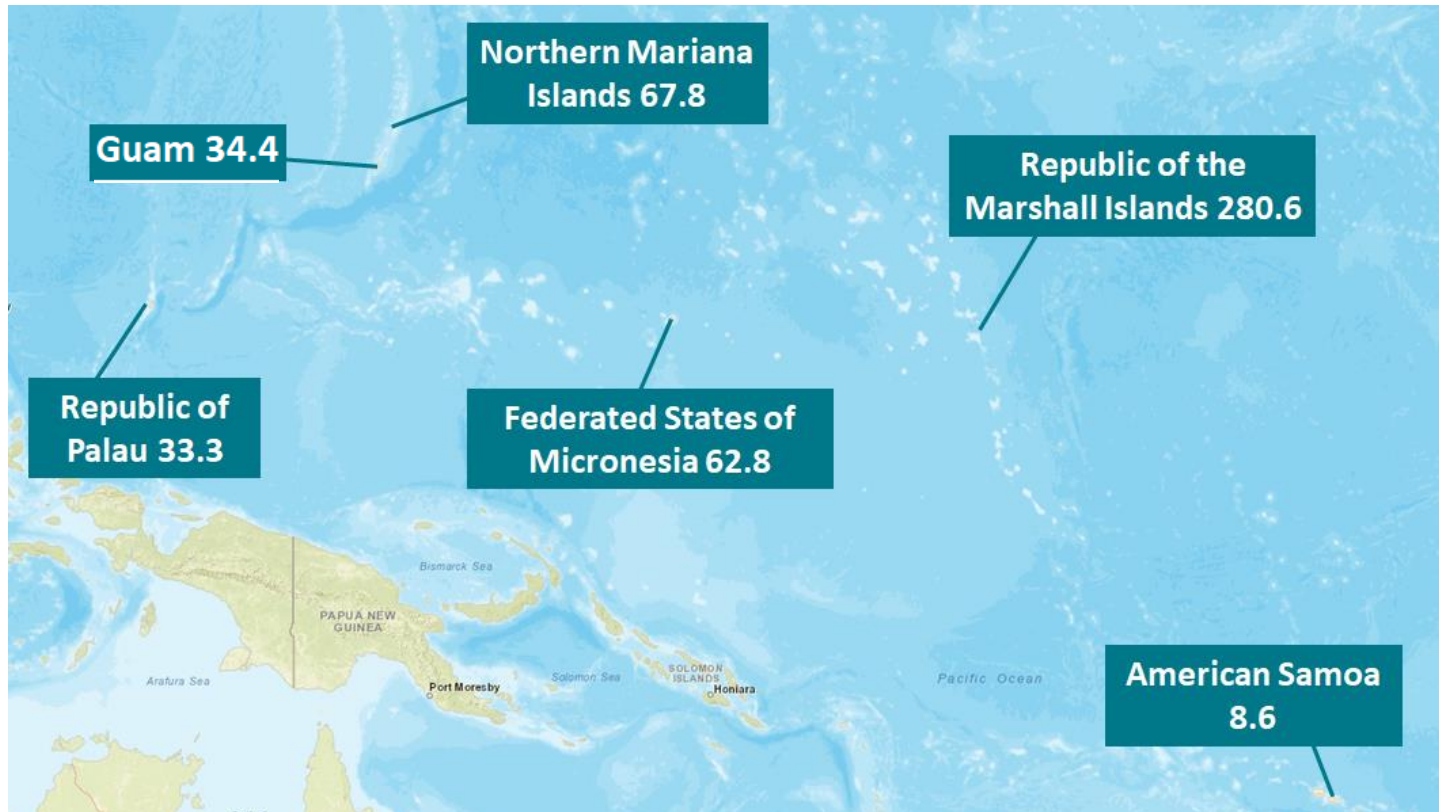 Northern Mariana
Islands 67.8
Guam 34.4
Republic of the
Marshall Islands 280.6
Republic of
Palau 33.3
Federated States of
Micronesia 62.8
Bismarck Sea
PAPUA NEW
GUINEA
Arafura Sea
Port Moresby
Solomon Sea
SOLOMON
ISLANDS
Honiara
Pacific Ocean
American Samoa
8.6